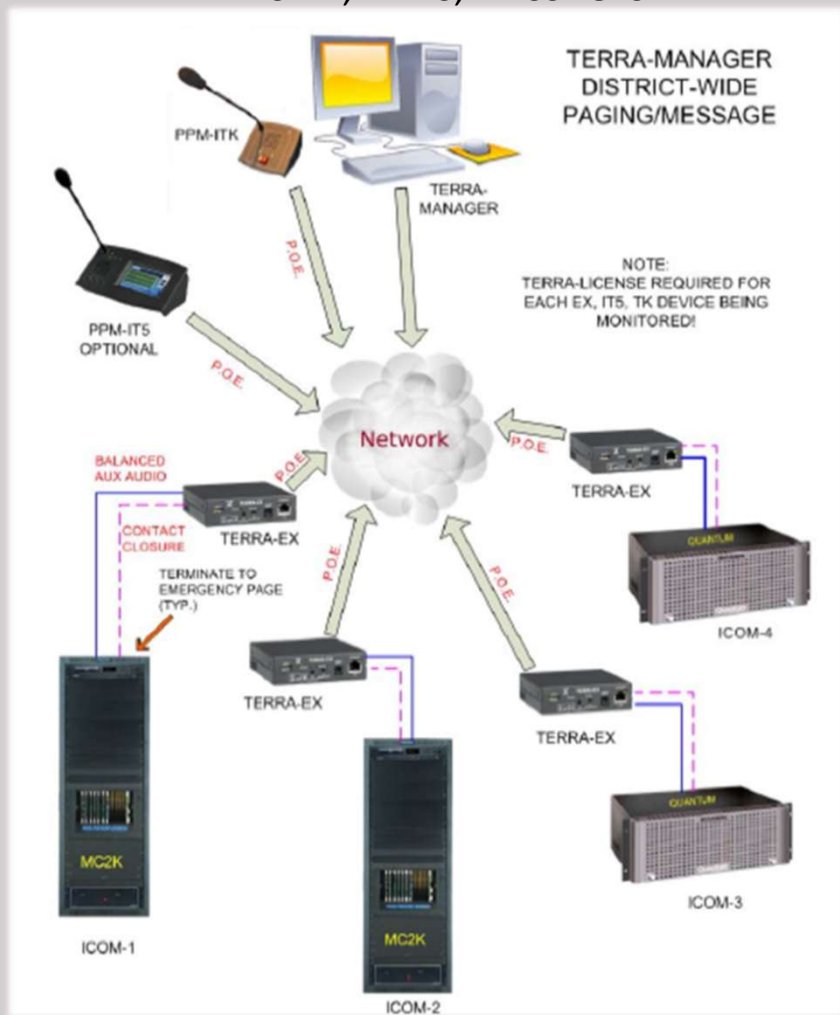 TERRA-MANAGER
DISTRICT-WIDE
PAGING/MESSAGE
PPM-ITK
TERRA-
MANAGER
P.O.E.
NOTE:
TERRA-LICENSE REQUIRED FOR
EACH EX, IT5, TK DEVICE BEING
MONITORED!
PPM-IT5
OPTIONAL
P.O.E.
Network
P.O.E.
P.O.E.
BALANCED
AUX AUDIO
TERRA-EX
CONTACT
CLOSURE
TERRA-EX
QUANTUM
TERMINATE TO
EMERGENCY PAGE
(TYP.)
P.O.E.
P.O.E.
ICOM-4
TERRA-EX
TERRA-EX
QUANTUM
MC2K
ICOM-3
MC2K
ICOM-1
ICOM-2